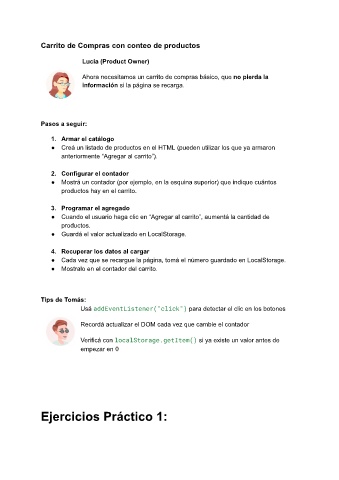 Carrito de Compras con conteo de productos
Lucia (Product Owner)
Ahora necesitamos un carrito de compras básico, que no pierda la
información si la página se recarga.
Pasos a seguir:
1. Armar el catálogo
● Creá un listado de productos en el HTML (pueden utilizar los que ya armaron
anteriormente “Agregar al carrito”).
2. Configurar el contador
● Mostrá un contador (por ejemplo, en la esquina superior) que indique cuántos
productos hay en el carrito.
3. Programar el agregado
● Cuando el usuario haga clic en “Agregar al carrito”, aumentá la cantidad de
productos.
● Guardá el valor actualizado en LocalStorage.
4. Recuperar los datos al cargar
● Cada vez que se recargue la página, tomá el número guardado en LocalStorage.
● Mostralo en el contador del carrito.
Tips de Tomás:
Usá addEventListener("click") para detectar el clic en los botones
Recordá actualizar el DOM cada vez que cambie el contador
Verificá con localStorage.getItem() si ya existe un valor antes de
empezar en 0
Ejercicios Práctico 1: